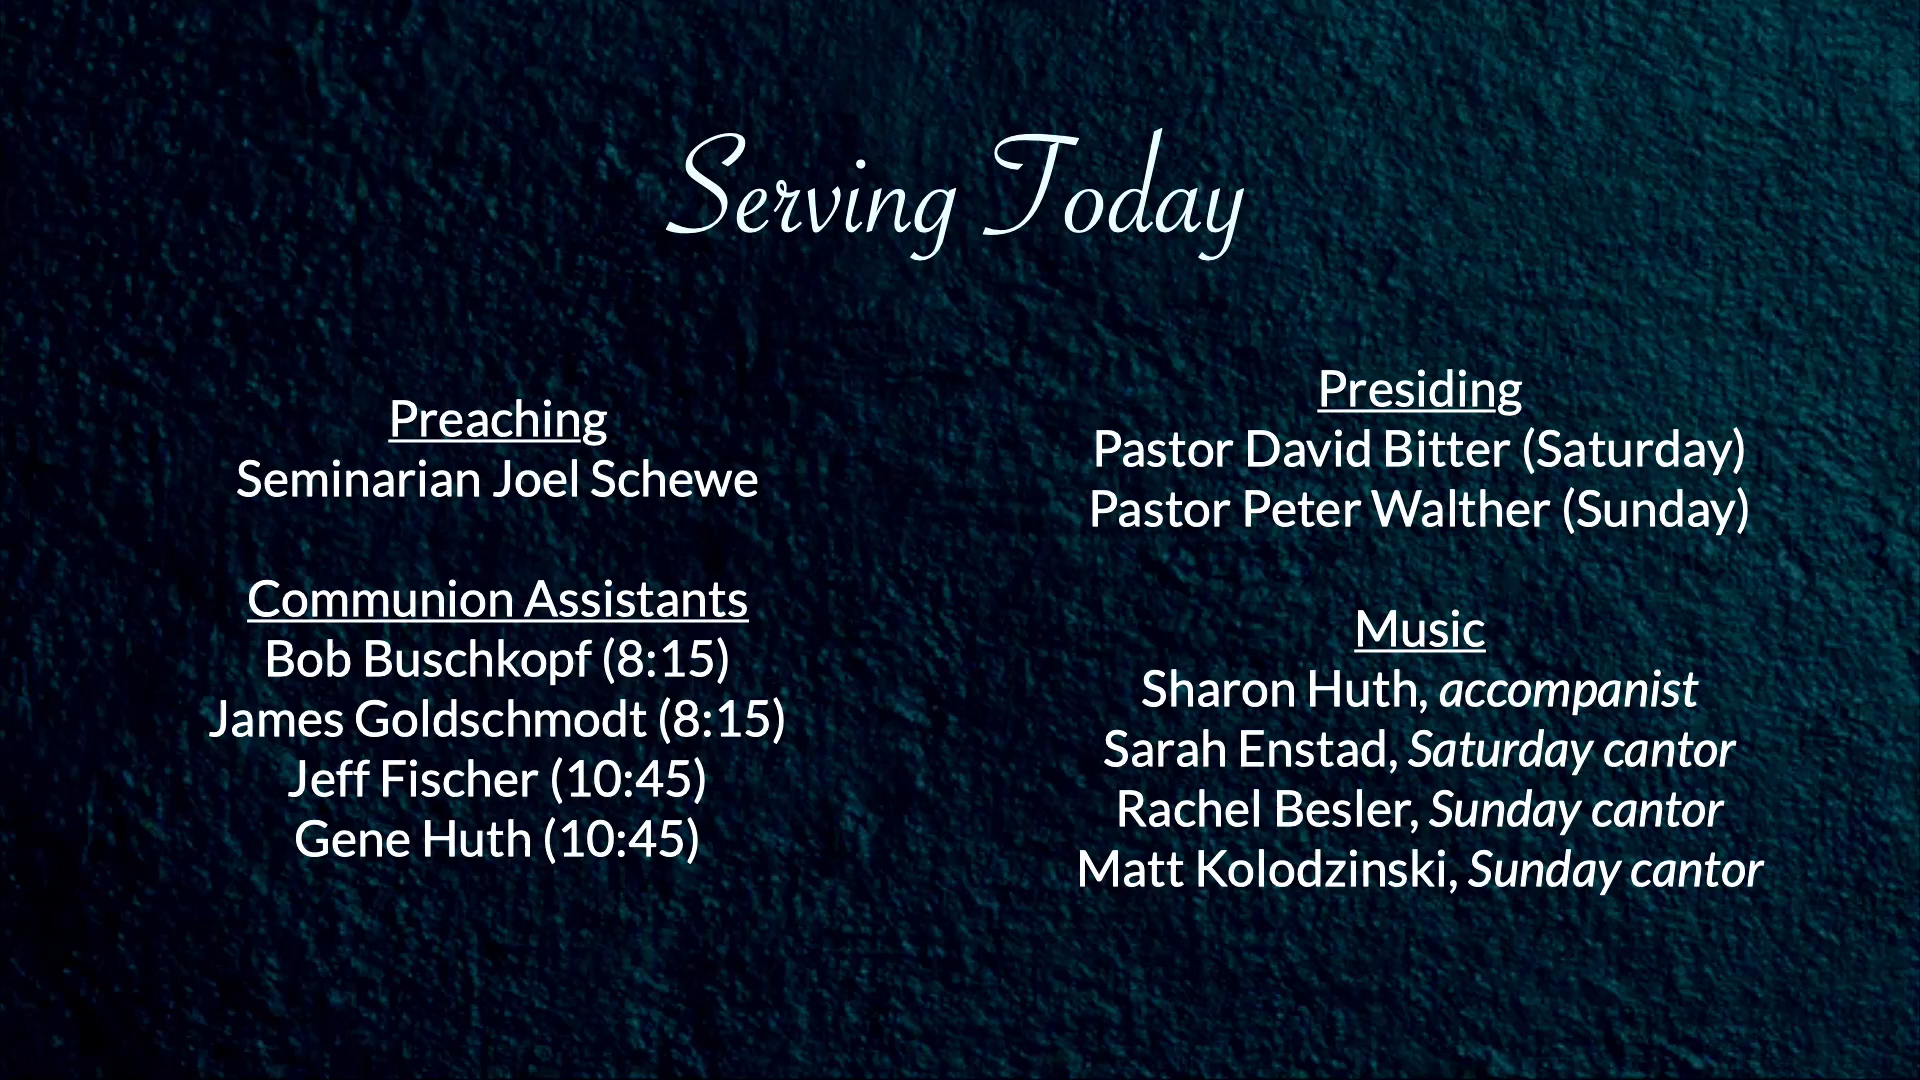 Serving Today
Preaching
Seminarian Joel Schewe
Communion Assistants
Bob Buschkopf (8:15)
James Goldschmodt (8:15)
Jeff Fischer (10:45)
Gene Huth (10:45)
Presiding
Pastor David Bitter (Saturday)
Pastor Peter Walther (Sunday)
Music
Sharon Huth, accompanist
Sarah Enstad, Saturday cantor
Rachel Besler, Sunday cantor
Matt Kolodzinski, Sunday cantor